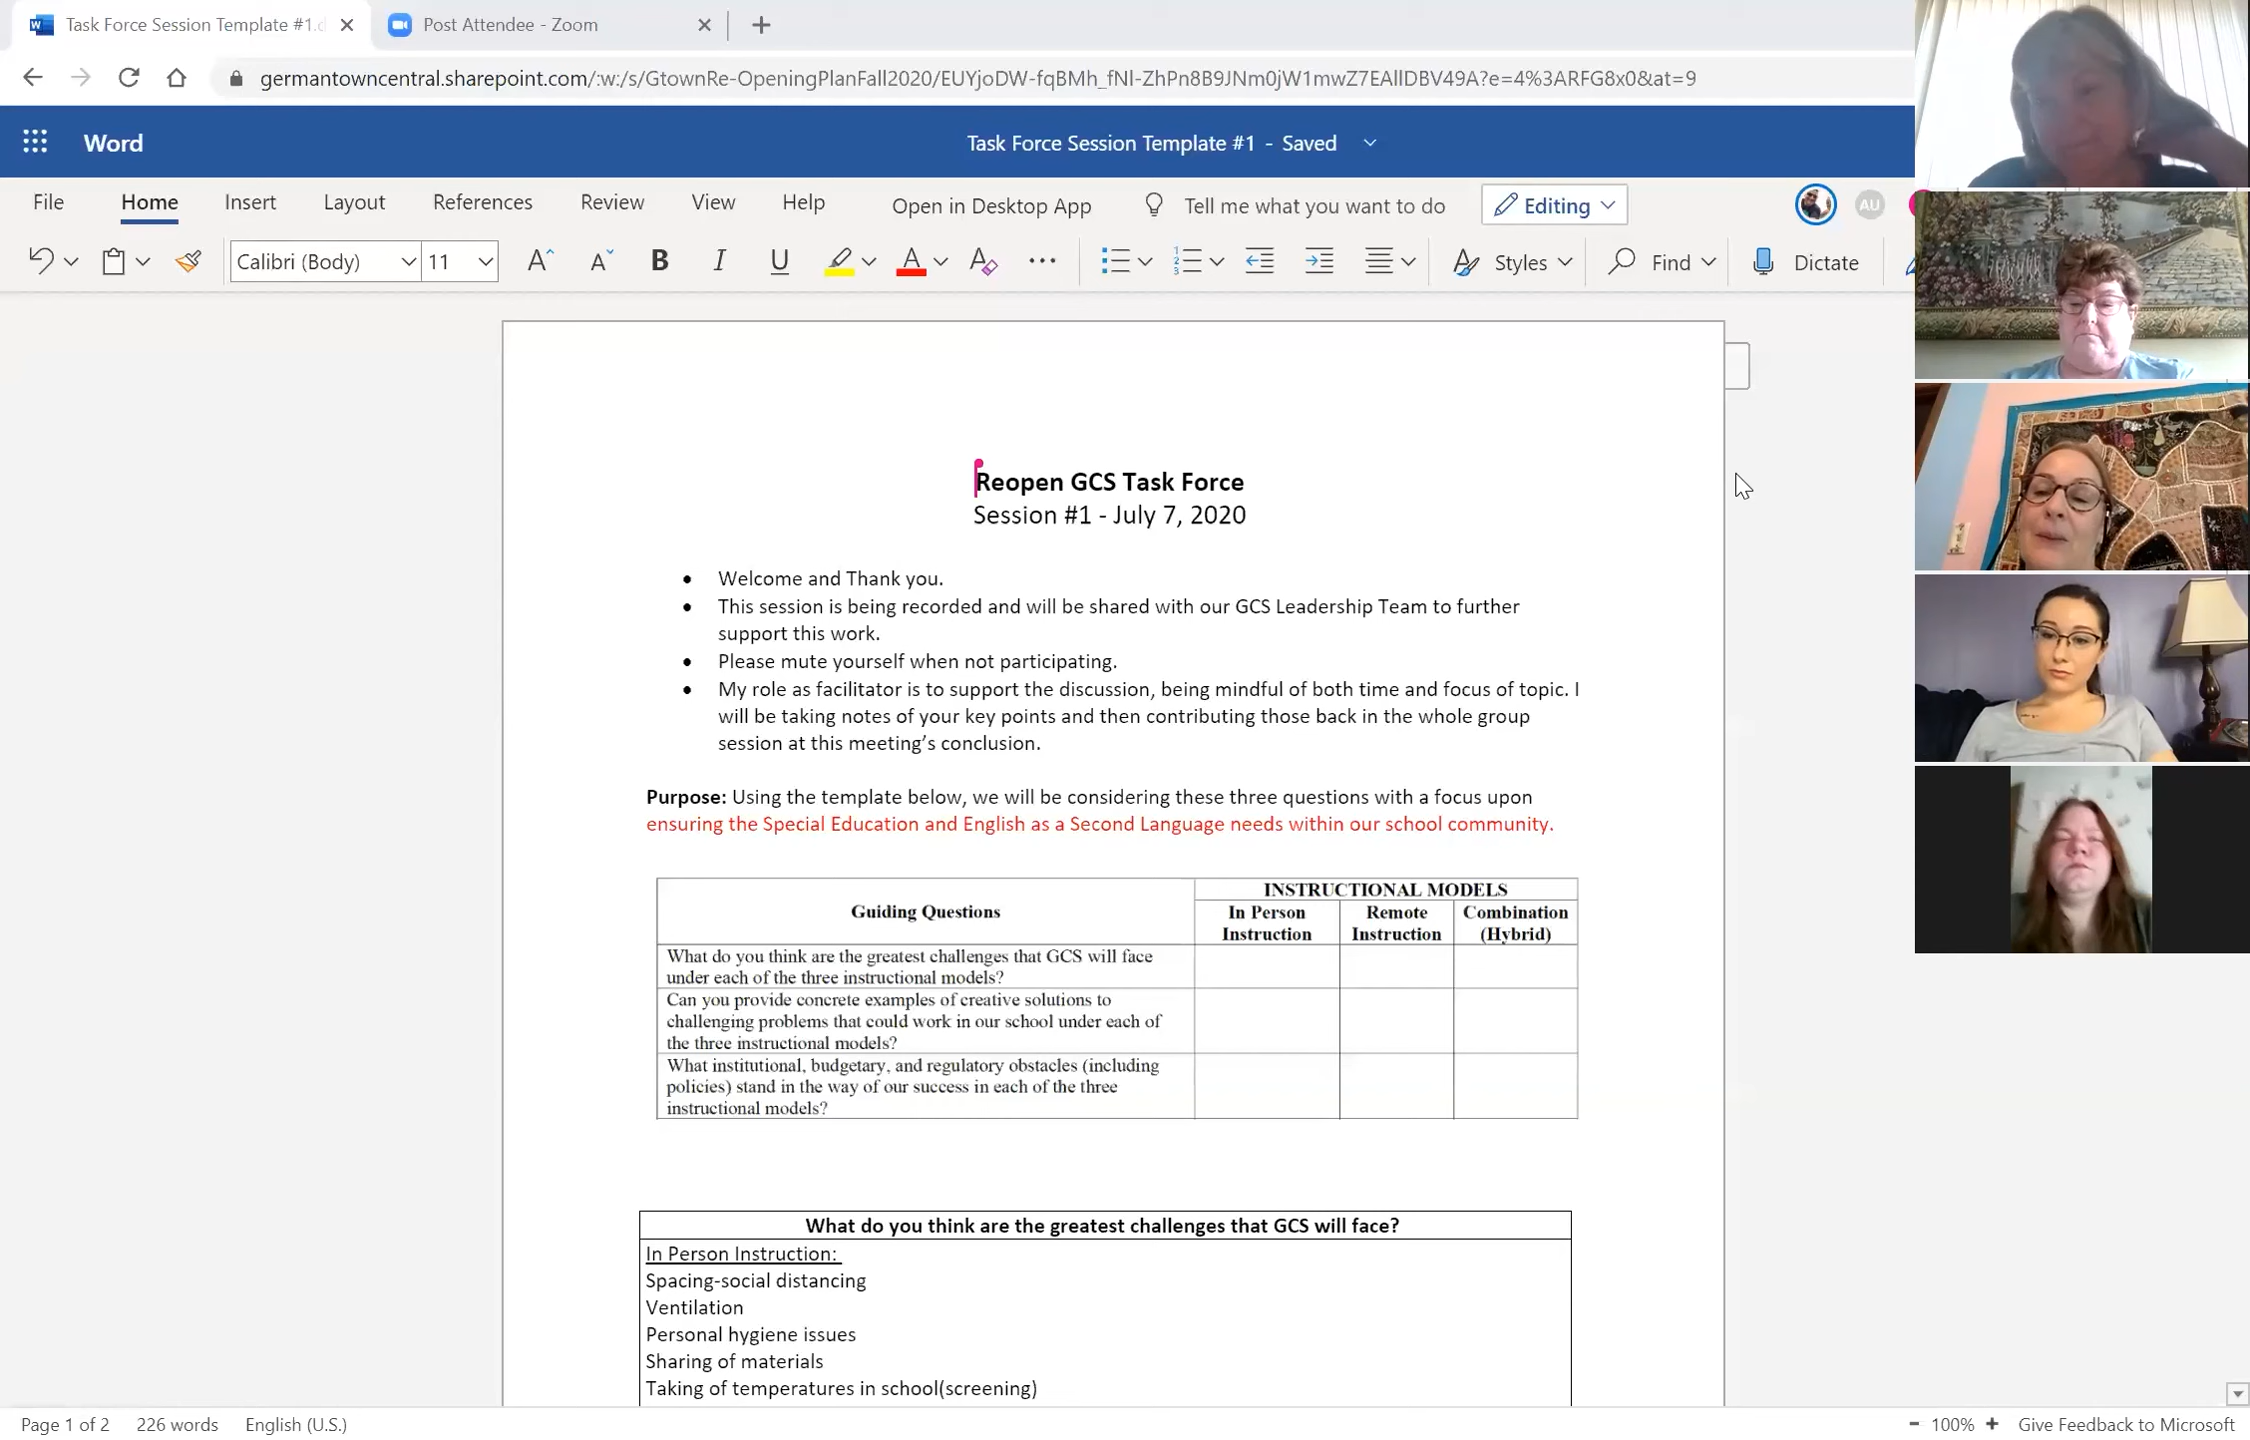 Task Force Session Template #1.d
Post Attendee - Zoom
germantowncentral.sharepoint.com/:w:/s/GtownRe-OpeningPlanFall2020/EUYjoDW-fqBMh_fNl-ZhPn8B9JNm0jW1mwZ7EAllDBV49A?e=4%3ARFG8x0&at=9
Word
Task Force Session Template #1 - Saved
File Home Insert Layout References Review View Help Open in Desktop App Tell me what you want to do Editing AU
Calibri (Body) 11 B I U A Styles Find Dictate
Reopen GCS Task Force
Session #1 - July 7, 2020
• Welcome and Thank you.
• This session is being recorded and will be shared with our GCS Leadership Team to further
support this work.
• Please mute yourself when not participating.
• My role as facilitator is to support the discussion, being mindful of both time and focus of topic. I
will be taking notes of your key points and then contributing those back in the whole group
session at this meeting’s conclusion.
Purpose: Using the template below, we will be considering these three questions with a focus upon
ensuring the Special Education and English as a Second Language needs within our school community.
INSTRUCTIONAL MODELS
Guiding Questions
In Person Remote Combination
Instruction Instruction (Hybrid)
What do you think are the greatest challenges that GCS will face
under each of the three instructional models?
Can you provide concrete examples of creative solutions to
challenging problems that could work in our school under each of
the three instructional models?
What institutional, budgetary, and regulatory obstacles (including
policies) stand in the way of our success in each of the three
instructional models?
What do you think are the greatest challenges that GCS will face?
In Person Instruction:
Spacing-social distancing
Ventilation
Personal hygiene issues
Sharing of materials
Taking of temperatures in school(screening)
Page 1 of 2 226 words English (U.S.) - 100% + Give Feedback to Microsoft